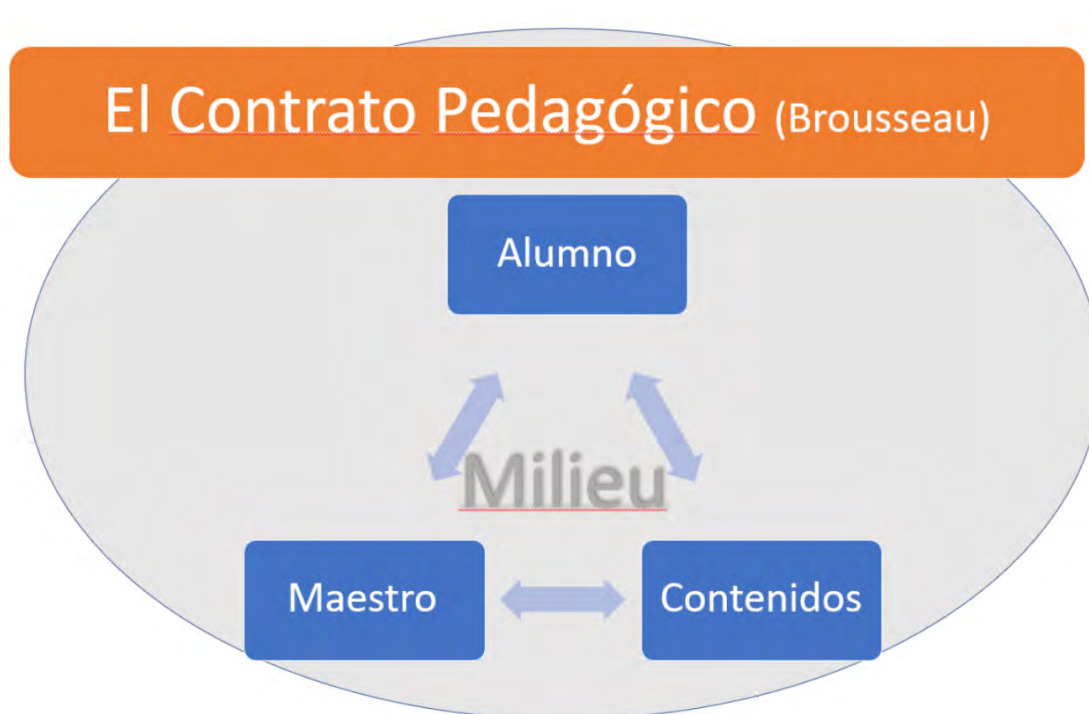 El Contrato Pedagógico (Brousseau)
Alumno
Milieu
Maestro
Contenidos